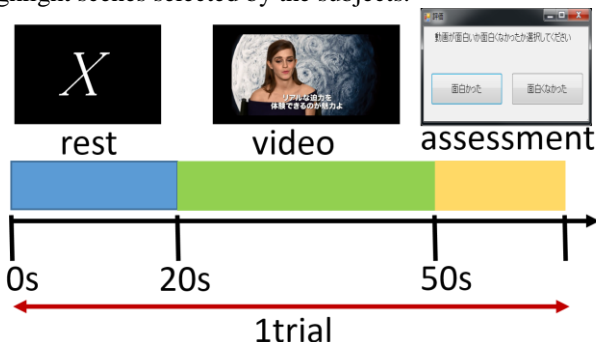 ghlight scenes selected by the subjects.
X
リアルな迫力を
体験できるのが魅力よ
評価
動画が面白いか面白くなかったか選択してください
面白かった
面白くなかった
rest
video
assessment
0s
20s
50s
1trial